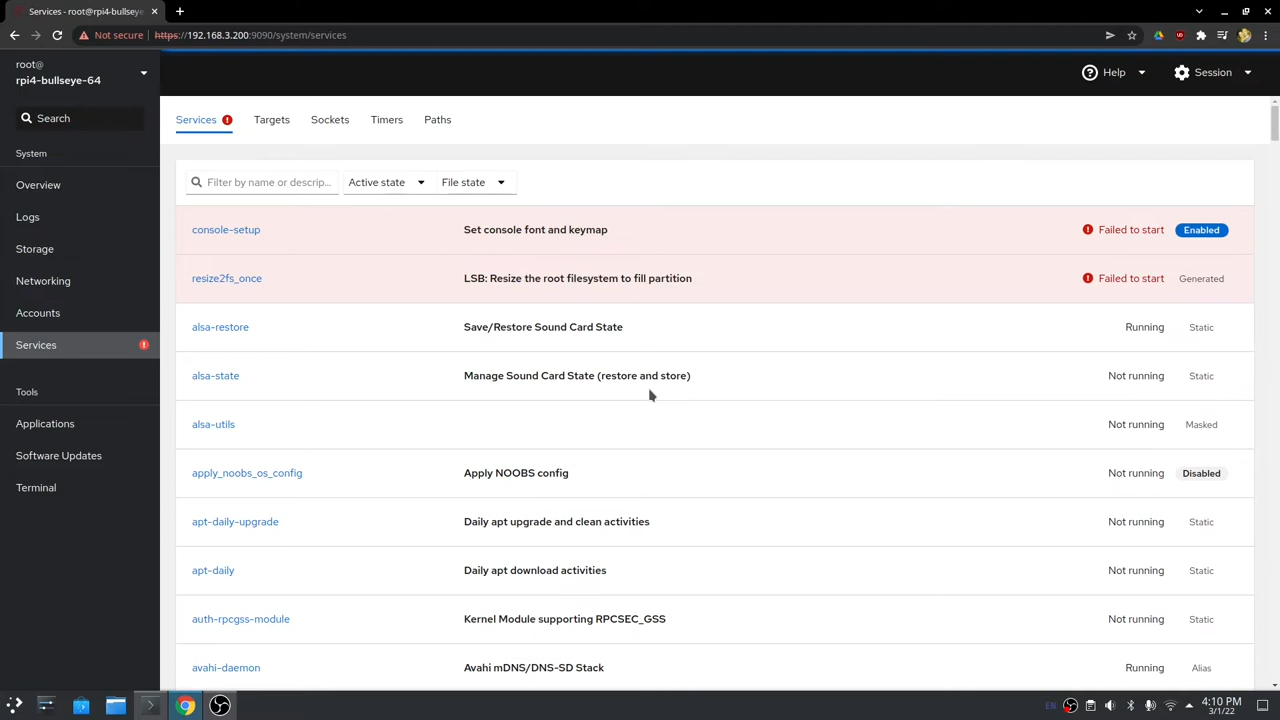 Services - root@rpi4-bullsey
Not secure
https://192.168.3.200:9090/system/services
root@
rpi4-bullseye-64
Help
Session
Search
System
Overview
Logs
Storage
Networking
Accounts
Services
Tools
Applications
Software Updates
Terminal
Services
Targets
Sockets
Timers
Paths
Filter by name or descrip...
Active state
File state
console-setup Set console font and keymap Failed to start Enabled
resize2fs_once LSB: Resize the root filesystem to fill partition Failed to start Generated
alsa-restore Save/Restore Sound Card State Running Static
alsa-state Manage Sound Card State (restore and store) Not running Static
alsa-utils Not running Masked
apply_noobs_os_config Apply NOOBS config Not running Disabled
apt-daily-upgrade Daily apt upgrade and clean activities Not running Static
apt-daily Daily apt download activities Not running Static
auth-rpcgss-module Kernel Module supporting RPCSEC_GSS Not running Static
avahi-daemon Avahi mDNS/DNS-SD Stack Running Alias
EN
4:10 PM
3/1/22